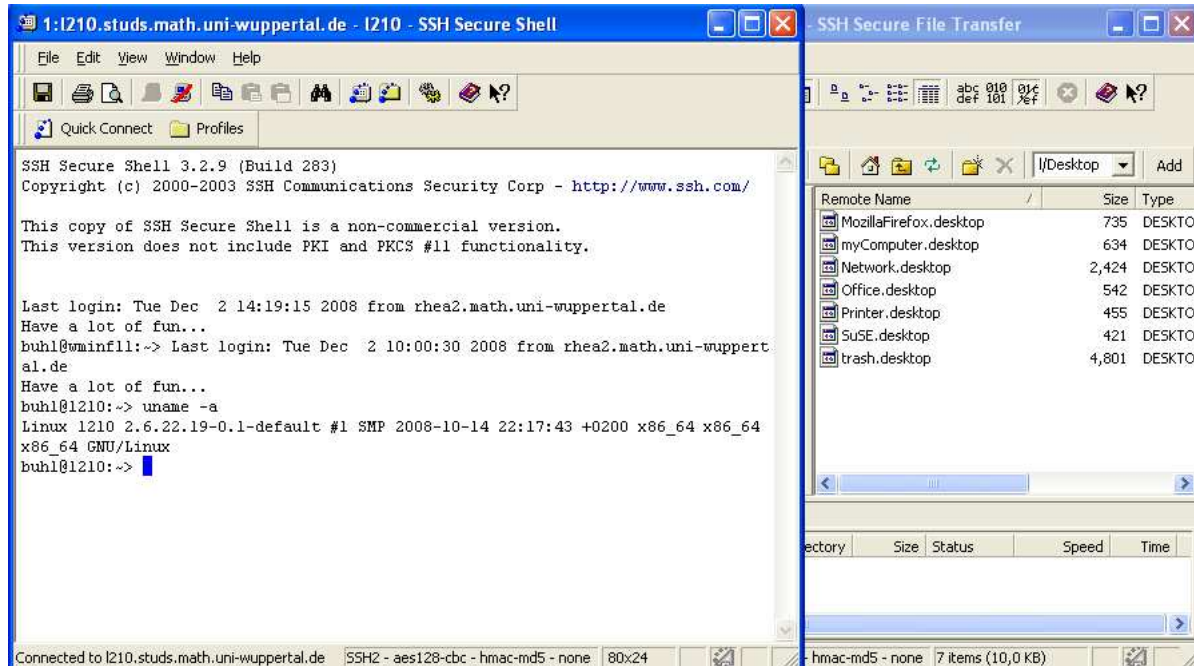 1:l210.studs.math.uni-wuppertal.de - l210 - SSH Secure Shell
File Edit View Window Help
Quick Connect Profiles
SSH Secure Shell 3.2.9 (Build 283)
Copyright (c) 2000-2003 SSH Communications Security Corp - http://www.ssh.com/
This copy of SSH Secure Shell is a non-commercial version.
This version does not include PKI and PKCS #11 functionality.
Last login: Tue Dec 2 14:19:15 2008 from rhea2.math.uni-wuppertal.de
Have a lot of fun...
buhl@wminf11:~> Last login: Tue Dec 2 10:00:30 2008 from rhea2.math.uni-wuppert
al.de
Have a lot of fun...
buhl@l210:~> uname -a
Linux l210 2.6.22.19-0.1-default #1 SMP 2008-10-14 22:17:43 +0200 x86_64 x86_64
x86_64 GNU/Linux
buhl@l210:~>
Connected to l210.studs.math.uni-wuppertal.de SSH2 - aes128-cbc - hmac-md5 - none 80x24
- SSH Secure File Transfer
abc def 010 101
l/Desktop Add
Remote Name Size Type
MozillaFirefox.desktop 735 DESKTO
myComputer.desktop 634 DESKTO
Network.desktop 2,424 DESKTO
Office.desktop 542 DESKTO
Printer.desktop 455 DESKTO
SuSE.desktop 421 DESKTO
trash.desktop 4,801 DESKTO
ectory Size Status Speed Time
- hmac-md5 - none 7 items (10,0 KB)